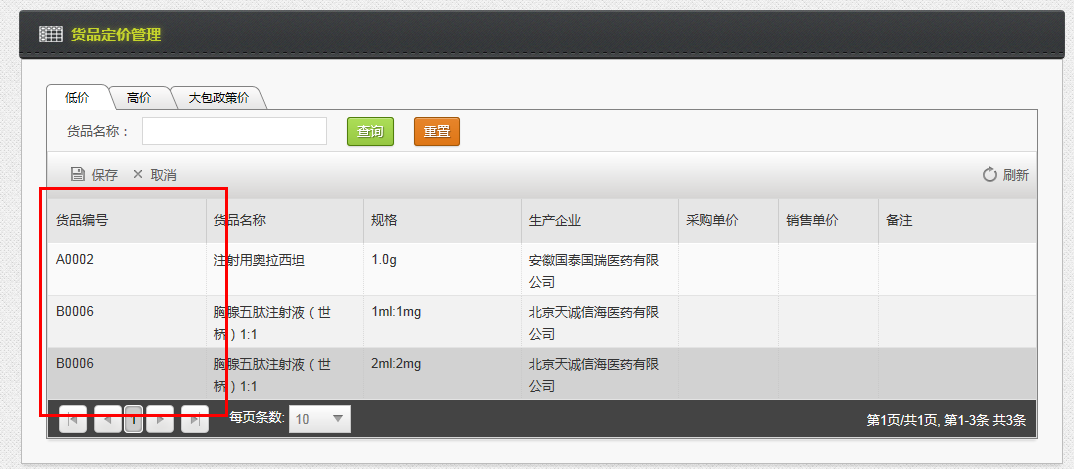 货品定价管理
低价 高价 大包政策价
货品名称： 查询 重置
保存 取消 刷新
货品编号 货品名称 规格 生产企业 采购单价 销售单价 备注
A0002 注射用奥拉西坦 1.0g 安徽国泰国瑞医药有限
公司
B0006 胸腺五肽注射液（世 1ml:1mg 北京天诚信海医药有限
桥）1:1 公司
B0006 胸腺五肽注射液（世 2ml:2mg 北京天诚信海医药有限
桥）1:1 公司
1 每页条数: 10 第1页/共1页, 第1-3条 共3条